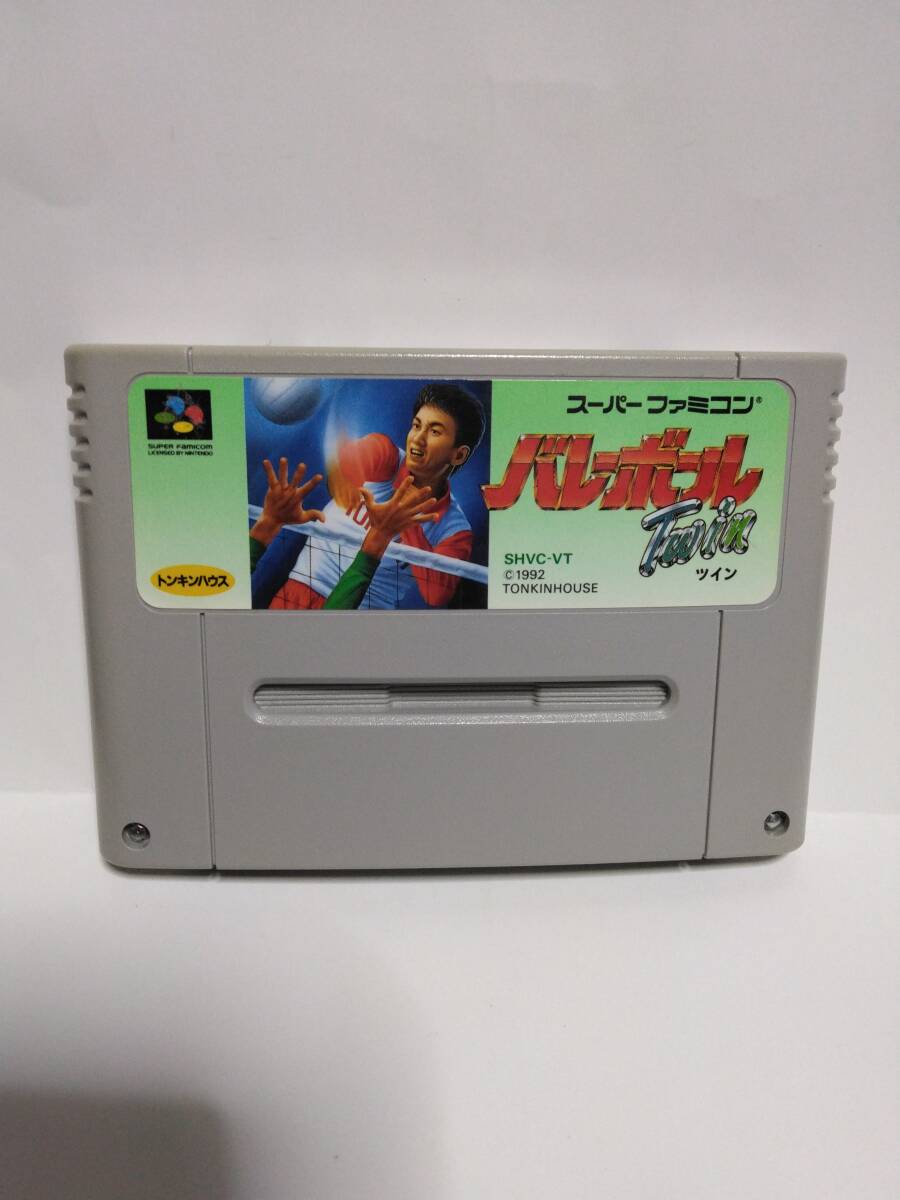 SUPER FAMICOM
LICENSED BY NINTENDO
トンキンハウス
スーパーファミコン®
バレーボール
Twin
ツイン
SHVC-VT
©1992
TONKINHOUSE